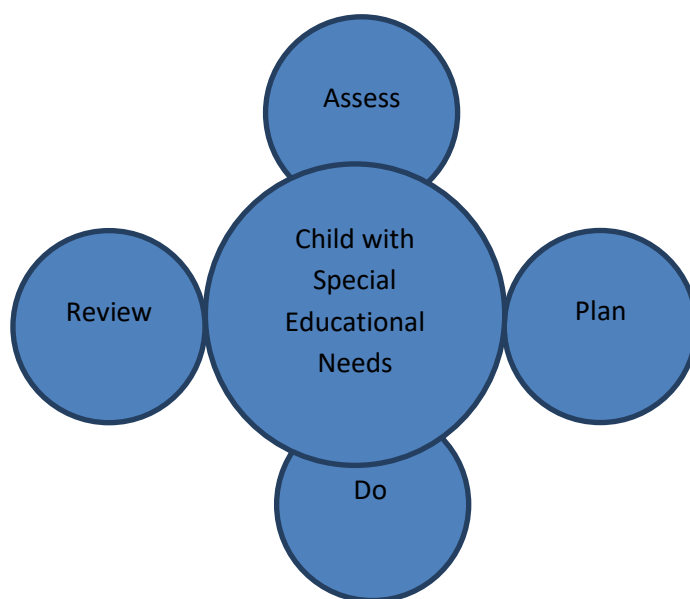 Assess
Child with
Special
Educational
Needs
Review
Plan
Do